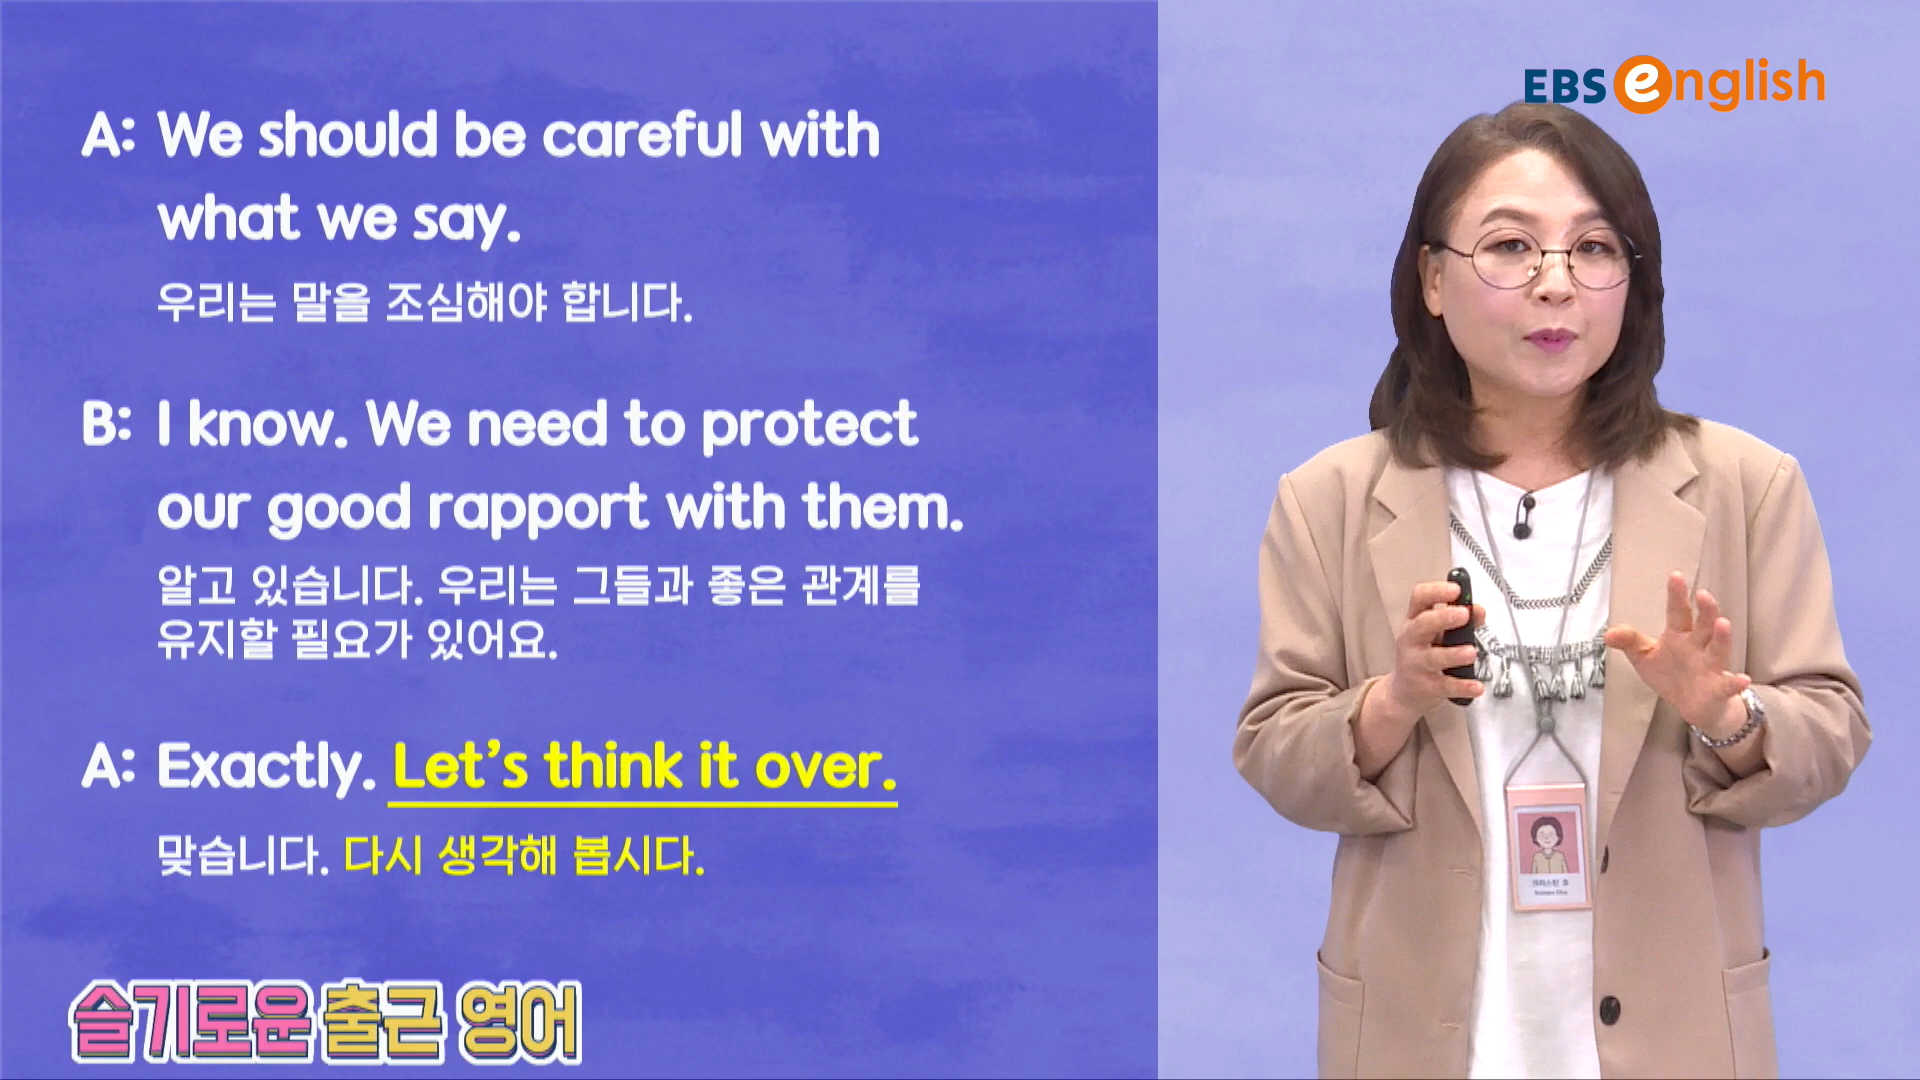 EBS english
A: We should be careful with
what we say.
우리는 말을 조심해야 합니다.
B: I know. We need to protect
our good rapport with them.
알고 있습니다. 우리는 그들과 좋은 관계를
유지할 필요가 있어요.
A: Exactly. Let's think it over.
맞습니다. 다시 생각해 봅시다.
슬기로운 출근 영어